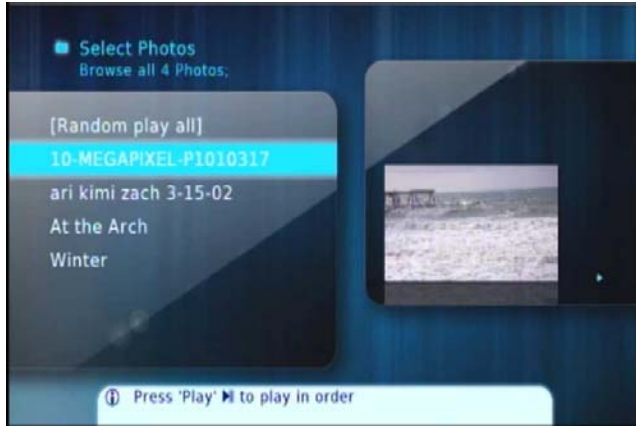 Select Photos
Browse all 4 Photos:
[Random play all]
10-MEGAPIXEL-P1010317
ari kimi zach 3-15-02
At the Arch
Winter
Press 'Play' to play in order